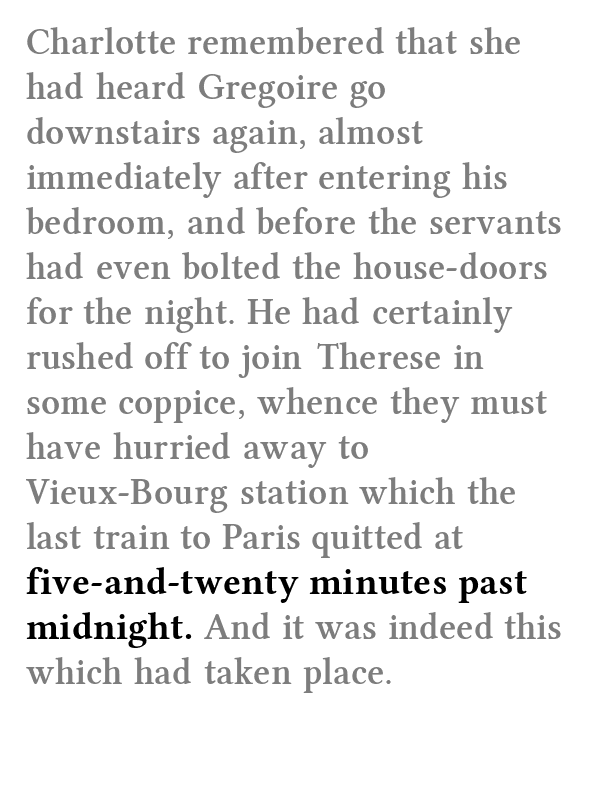 Charlotte remembered that she
had heard Gregoire go
downstairs again, almost
immediately after entering his
bedroom, and before the servants
had even bolted the house-doors
for the night. He had certainly
rushed off to join Therese in
some coppice, whence they must
have hurried away to
Vieux-Bourg station which the
last train to Paris quitted at
five-and-twenty minutes past
midnight. And it was indeed this
which had taken place.